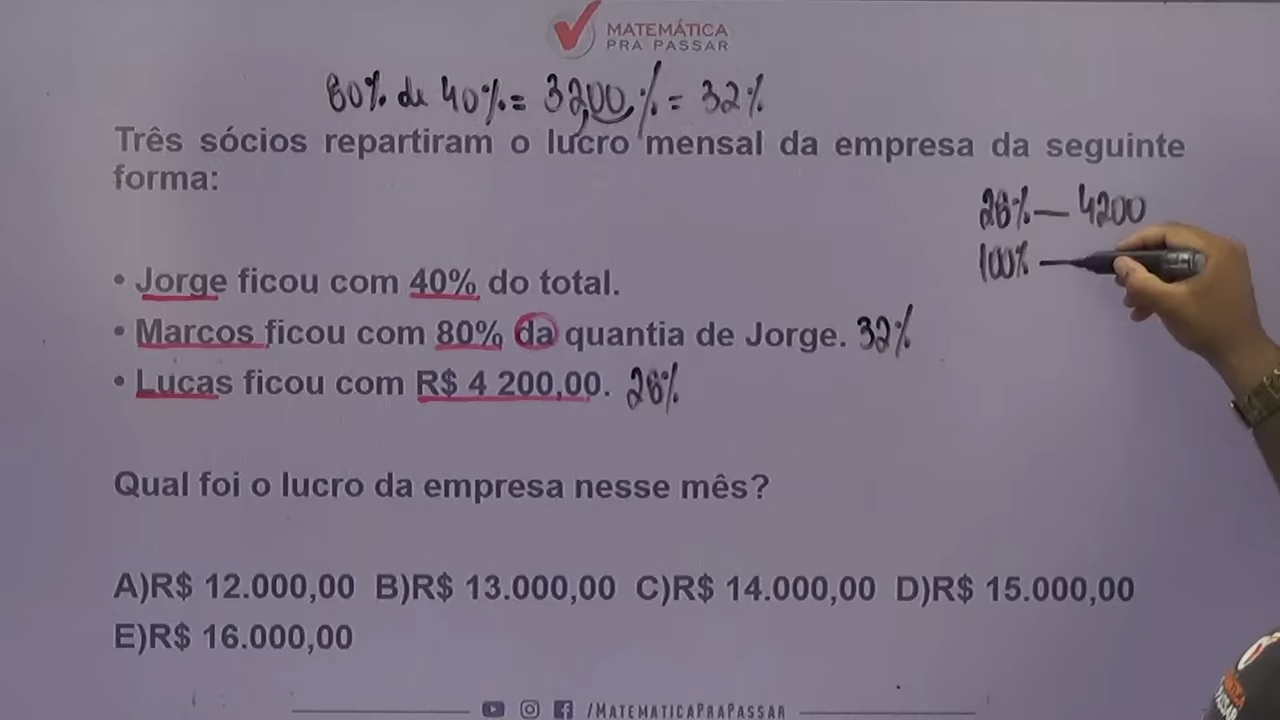 MATEMÁTICA
PRA PASSAR
80% de 40% = 3200,% = 32%
Três sócios repartiram o lucro mensal da empresa da seguinte
forma:
28% — 4200
100% —
• Jorge ficou com 40% do total.
• Marcos ficou com 80% da quantia de Jorge. 32%
• Lucas ficou com R$ 4 200,00. 28%
Qual foi o lucro da empresa nesse mês?
A)R$ 12.000,00 B)R$ 13.000,00 C)R$ 14.000,00 D)R$ 15.000,00
E)R$ 16.000,00
/MATEMATICAPRAPASSAR